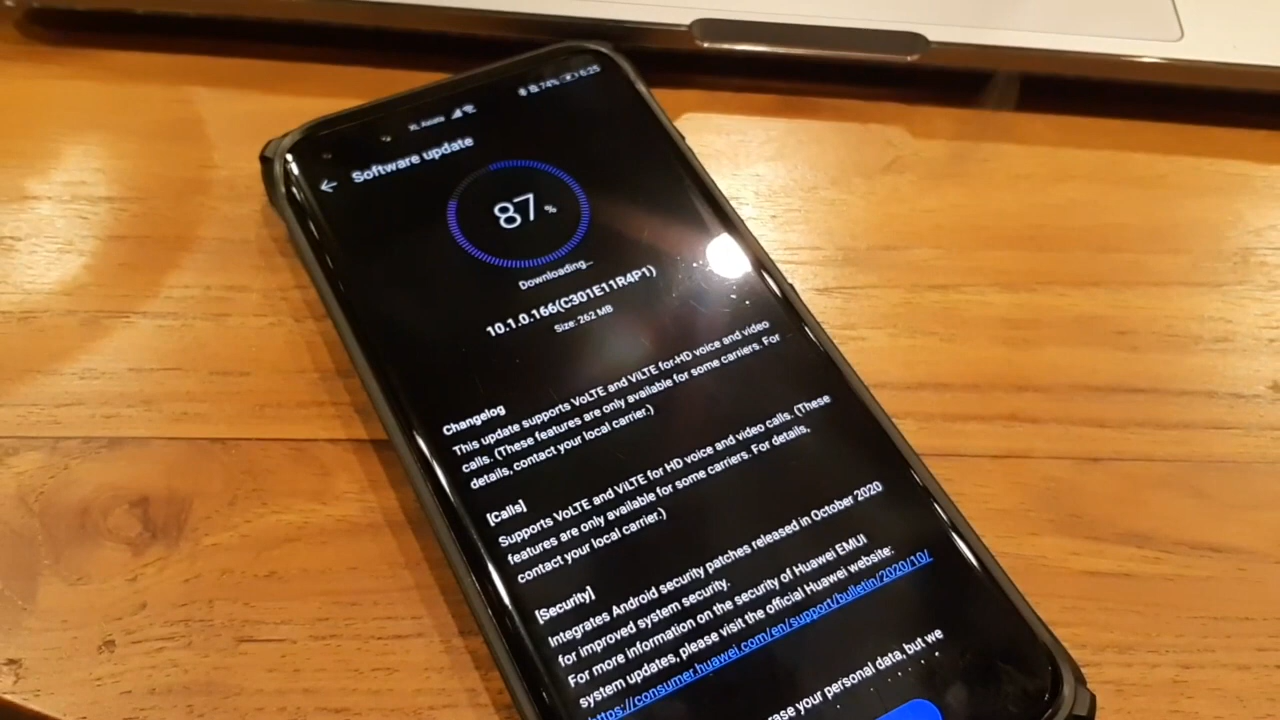 XL Axiata
74% 6:25
Software update
87 %
Downloading...
10.1.0.166(C301E11R4P1)
Size: 262 MB
Changelog
This update supports VoLTE and ViLTE for HD voice and video
calls. (These features are only available for some carriers. For
details, contact your local carrier.)
[Calls]
Supports VoLTE and ViLTE for HD voice and video calls. (These
features are only available for some carriers. For details,
contact your local carrier.)
[Security]
Integrates Android security patches released in October 2020
for improved system security.
For more information on the security of Huawei EMUI
system updates, please visit the official Huawei website:
https://consumer.huawei.com/en/support/bulletin/2020/10/
your personal data, but we